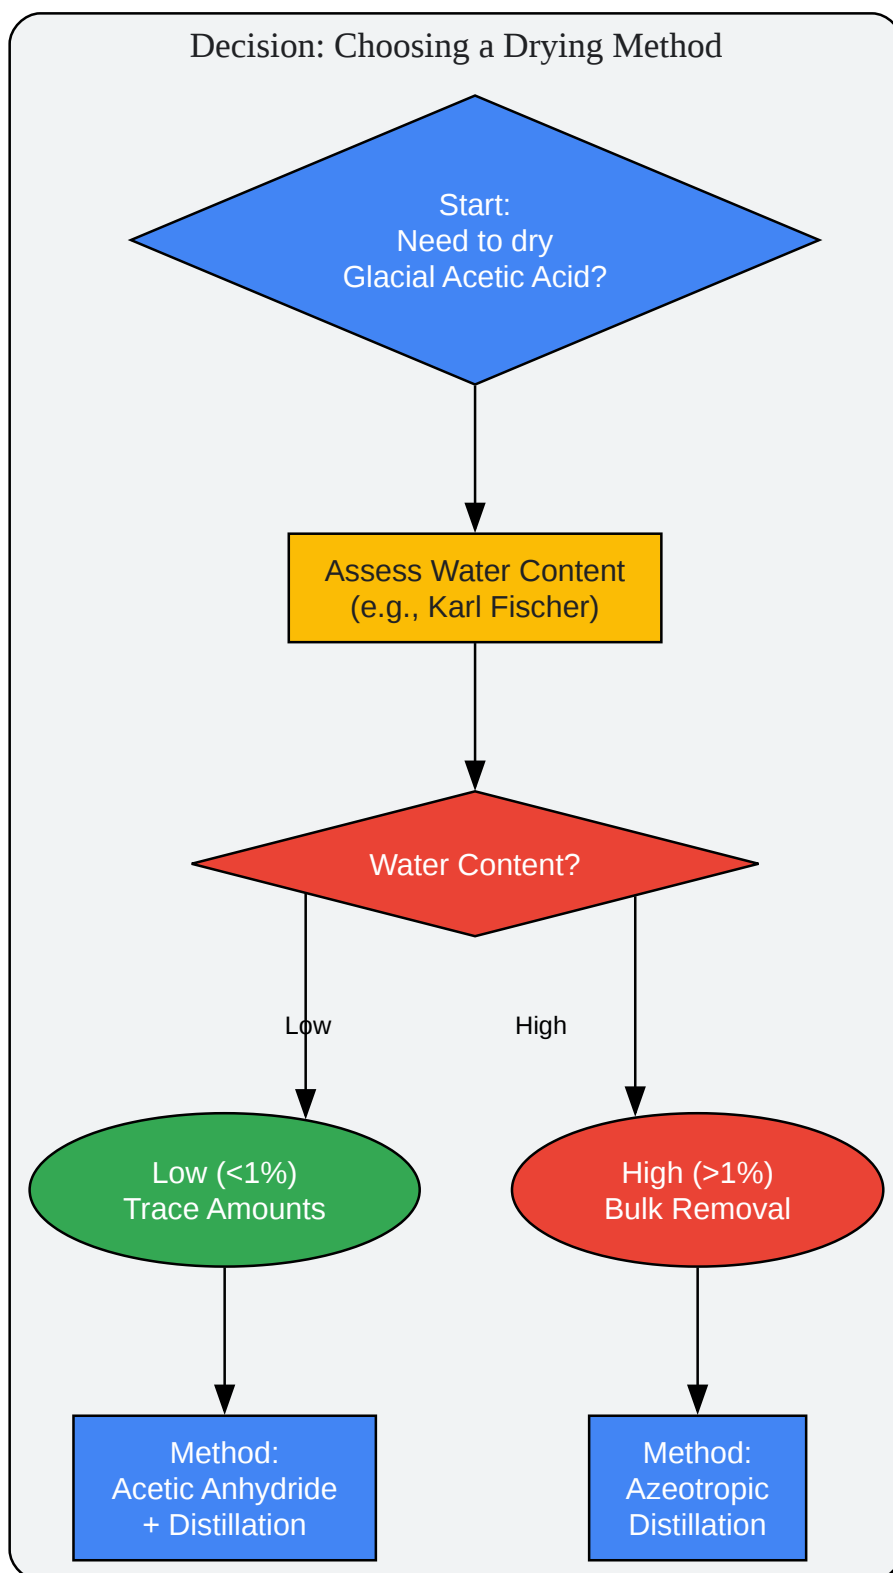 Decision: Choosing a Drying Method
Start:
Need to dry
Glacial Acetic Acid?
Assess Water Content
(e.g., Karl Fischer)
Water Content?
Low
High
Low (<1%)
Trace Amounts
High (>1%)
Bulk Removal
Method:
Acetic Anhydride
+ Distillation
Method:
Azeotropic
Distillation